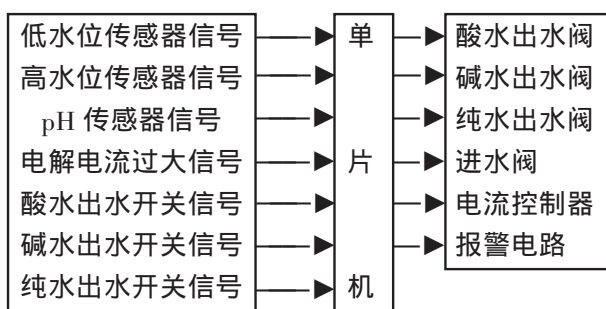 低水位传感器信号
高水位传感器信号
pH 传感器信号
电解电流过大信号
酸水出水开关信号
碱水出水开关信号
纯水出水开关信号
单
片
机
酸水出水阀
碱水出水阀
纯水出水阀
进水阀
电流控制器
报警电路